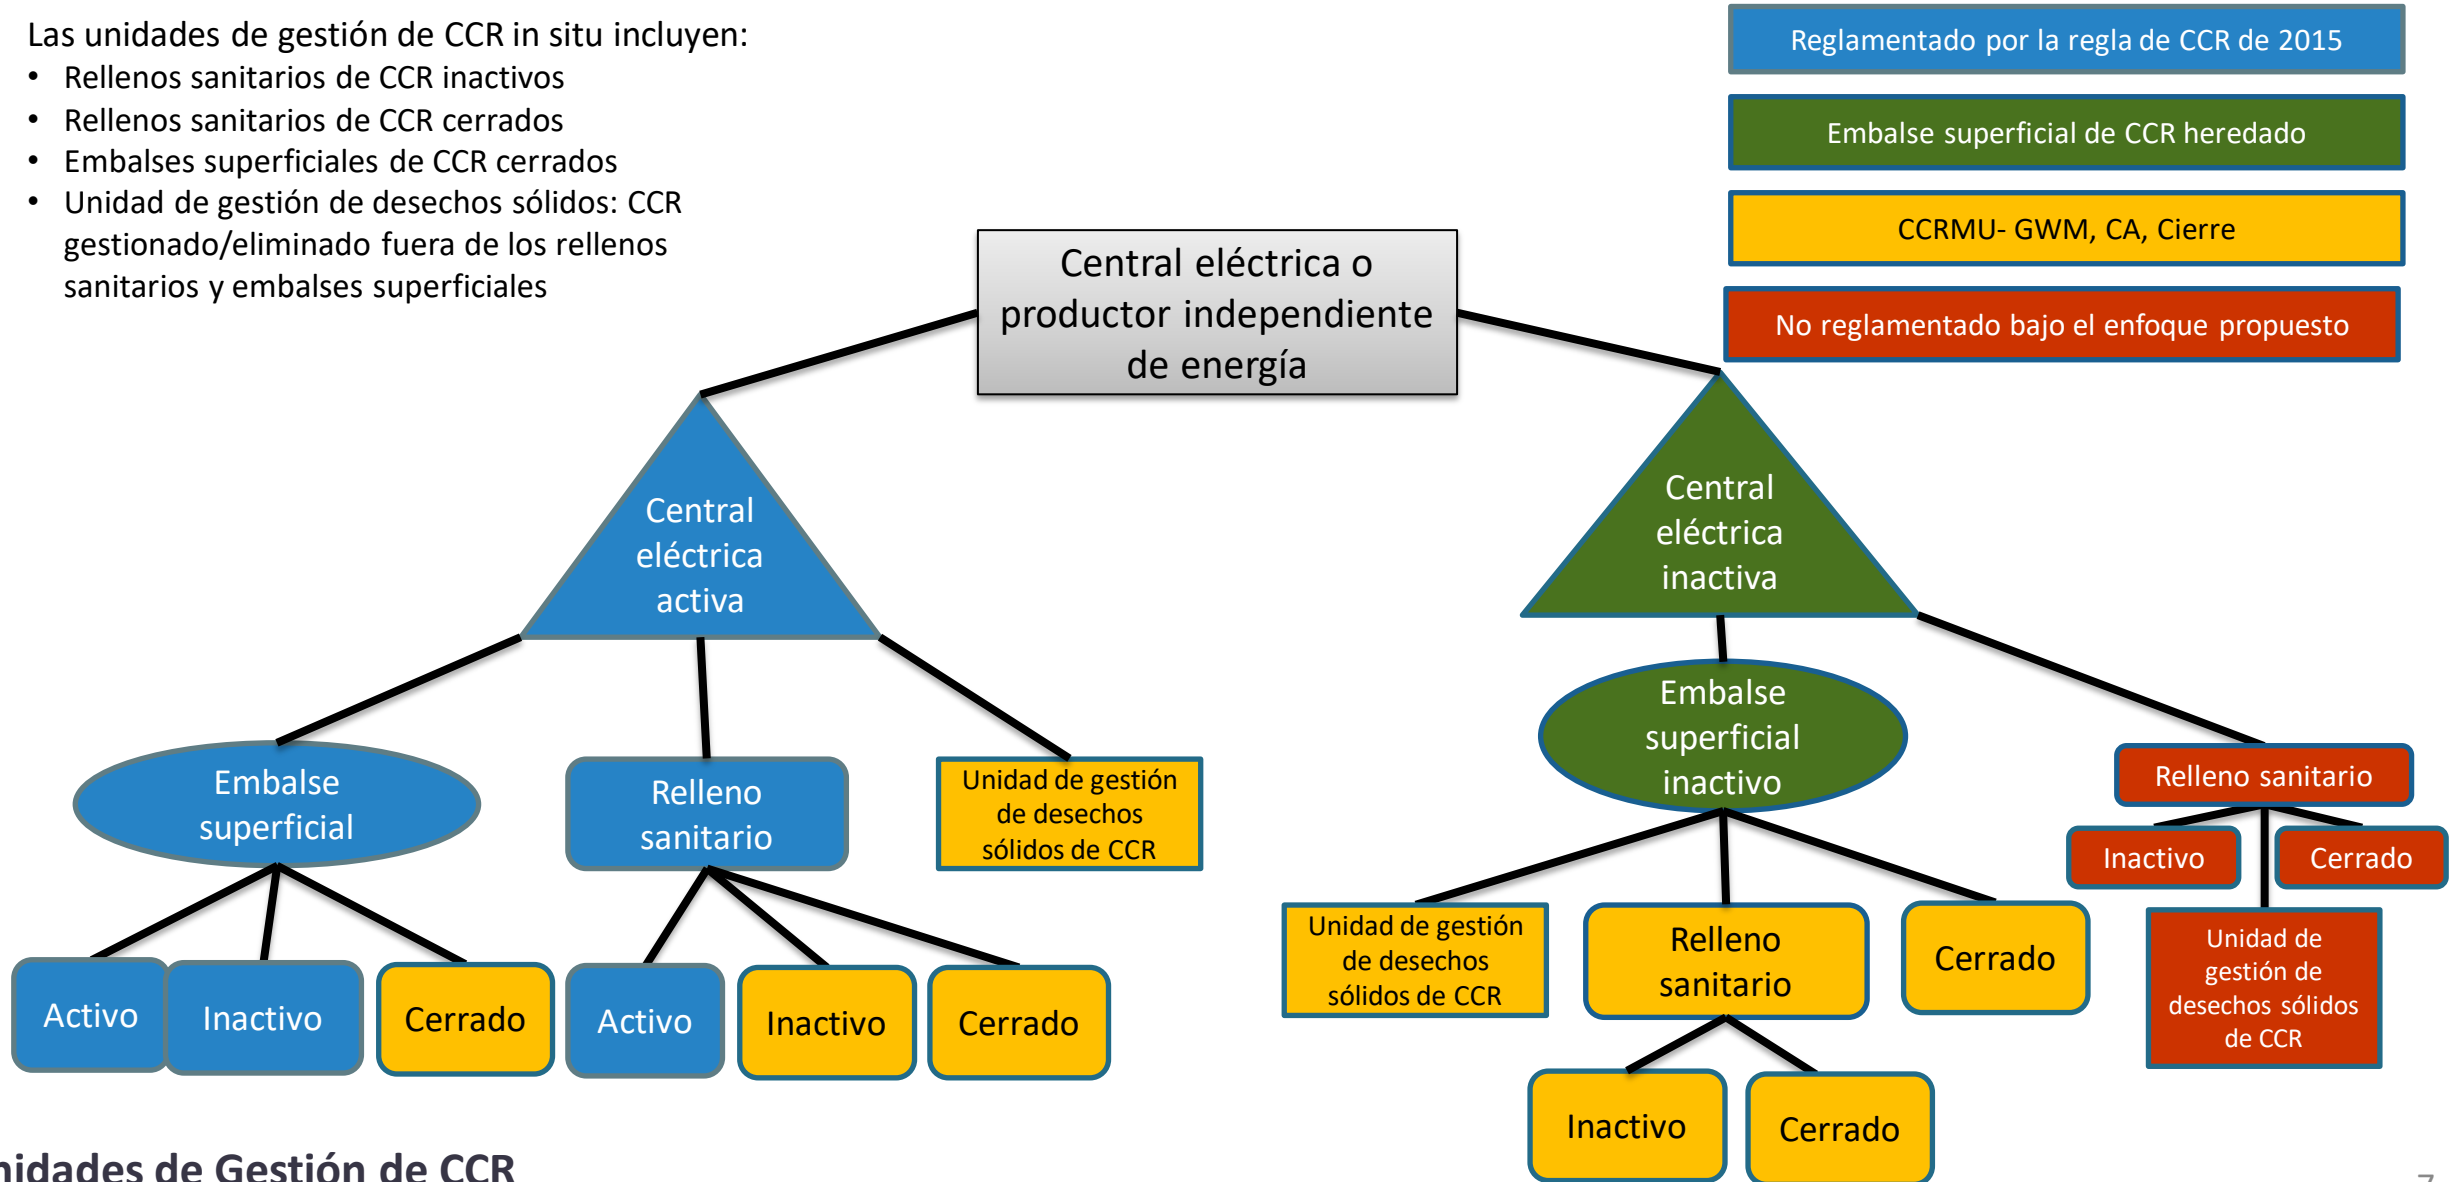 Las unidades de gestión de CCR in situ incluyen:
• Rellenos sanitarios de CCR inactivos
• Rellenos sanitarios de CCR cerrados
• Embalses superficiales de CCR cerrados
• Unidad de gestión de desechos sólidos: CCR
gestionado/eliminado fuera de los rellenos
sanitarios y embalses superficiales
Reglamentado por la regla de CCR de 2015
Embalse superficial de CCR heredado
CCRMU- GWM, CA, Cierre
No reglamentado bajo el enfoque propuesto
Central eléctrica o
productor independiente
de energía
Central
eléctrica
activa
Central
eléctrica
inactiva
Embalse
superficial
Relleno
sanitario
Unidad de gestión
de desechos
sólidos de CCR
Embalse
superficial
inactivo
Relleno sanitario
Inactivo
Cerrado
Activo
Inactivo
Cerrado
Activo
Inactivo
Cerrado
Unidad de gestión
de desechos
sólidos de CCR
Relleno
sanitario
Cerrado
Unidad de
gestión de
desechos sólidos
de CCR
Inactivo
Cerrado
de Gestión de CCR